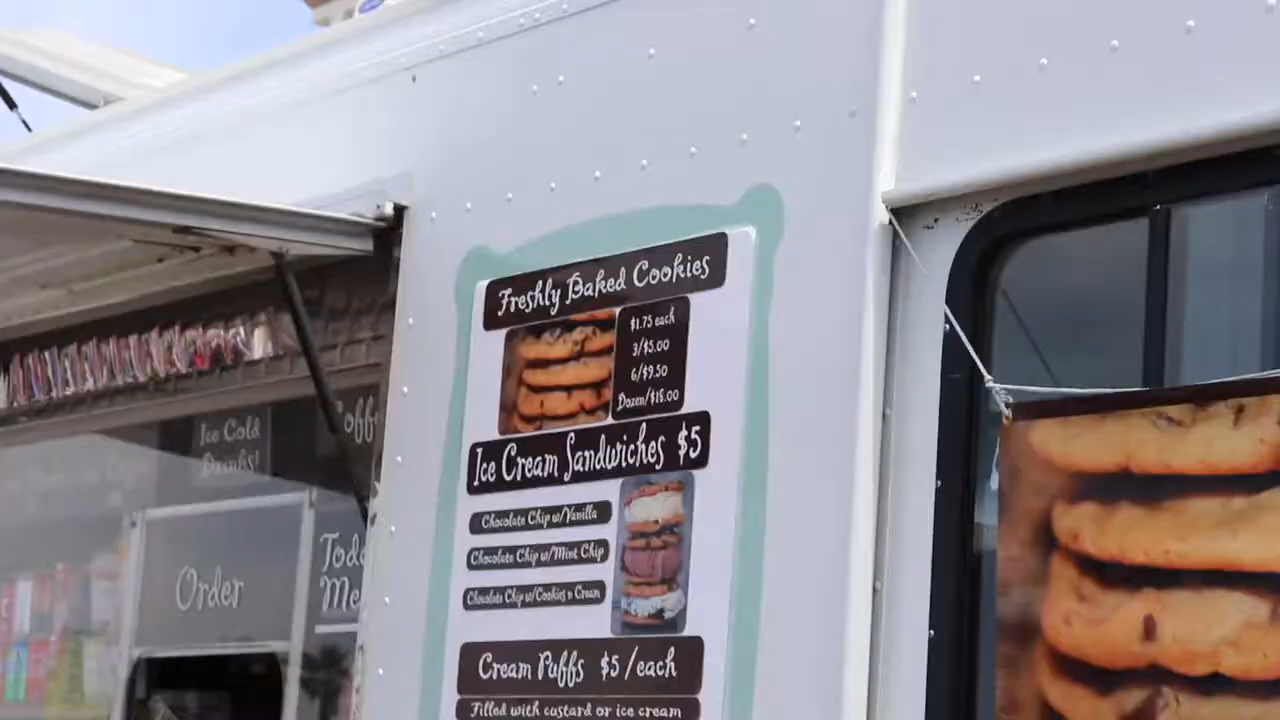 Freshly Baked Cookies
$1.75 each
3/$5.00
6/$9.50
Dozen/$18.00
Ice Cream Sandwiches $5
Chocolate Chip w/Vanilla
Chocolate Chip w/Mint Chip
Chocolate Chip w/Cookies n Cream
Cream Puffs $5/each
Filled with custard or ice cream
Ice Cold
Drinks!
Order